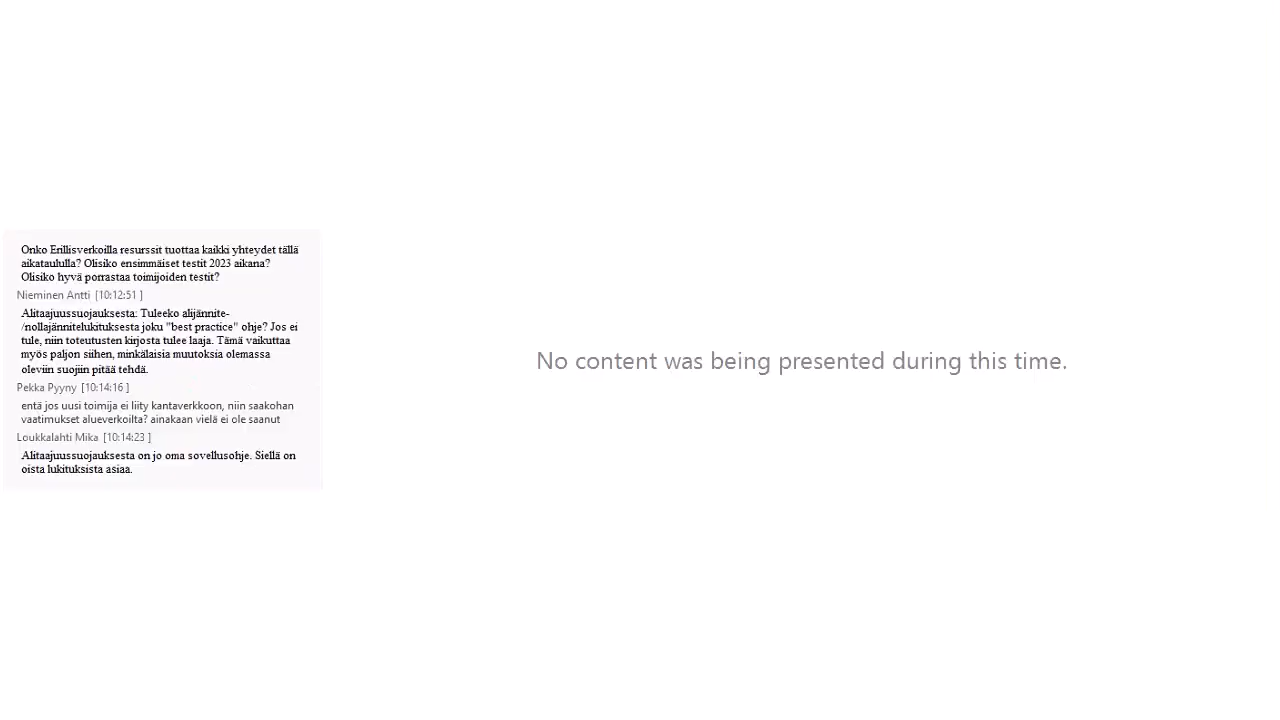 Onko Erillisverkoilla resurssit tuottaa kaikki yhteydet tällä
aikataululla? Olisiko ensimmäiset testit 2023 aikana?
Olisiko hyvä porrastaa toimijoiden testit?
Nieminen Antti [10:12:51 ]
Alitaajuussuojauksesta: Tuleeko alijännite-
/nollajännitelukituksesta joku "best practice" ohje? Jos ei
tule, niin toteutusten kirjosta tulee laaja. Tämä vaikuttaa
myös paljon siihen, minkälaisia muutoksia olemassa
oleviin suojiin pitää tehdä.
Pekka Pyyny [10:14:16 ]
entä jos uusi toimija ei liity kantaverkkoon, niin saakohan
vaatimukset alueverkoilta? ainakaan vielä ei ole saanut
Loukkalahti Mika [10:14:23 ]
Alitaajuussuojauksesta on jo oma sovellusohje. Siellä on
oista lukituksista asiaa.
No content was being presented during this time.